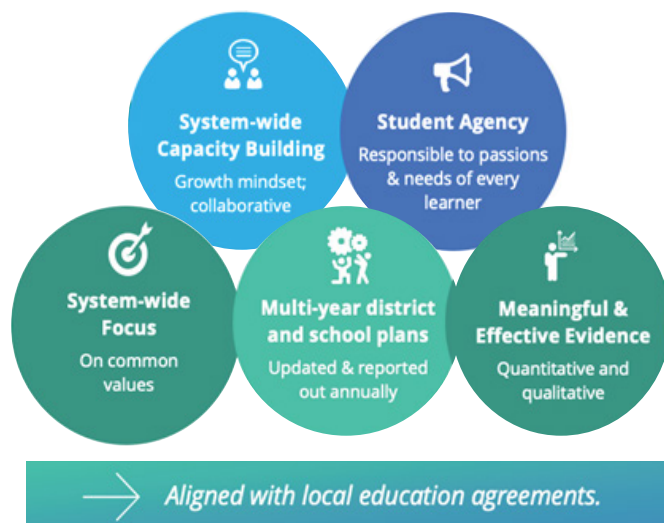 System-wide
Capacity Building
Growth mindset;
collaborative
Student Agency
Responsible to passions
& needs of every
learner
System-wide
Focus
On common
values
Multi-year district
and school plans
Updated & reported
out annually
Meaningful &
Effective Evidence
Quantitative and
qualitative
Aligned with local education agreements.